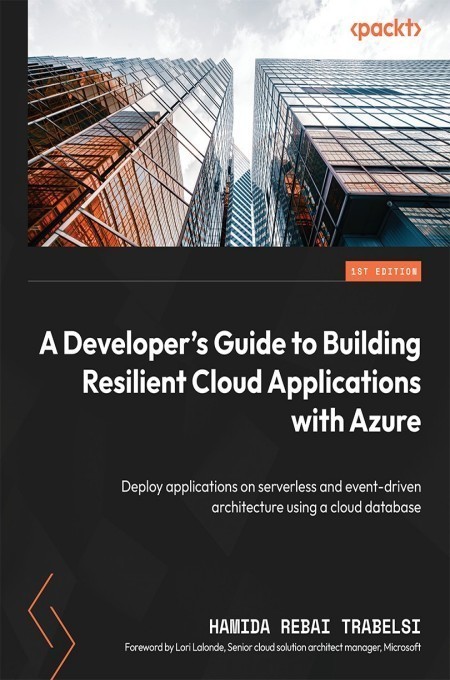 <packt>
1ST EDITION
A Developer's Guide to Building
Resilient Cloud Applications
with Azure
Deploy applications on serverless and event-driven
architecture using a cloud database
HAMIDA REBAI TRABELSI
Foreword by Lori Lalonde, Senior cloud solution architect manager, Microsoft